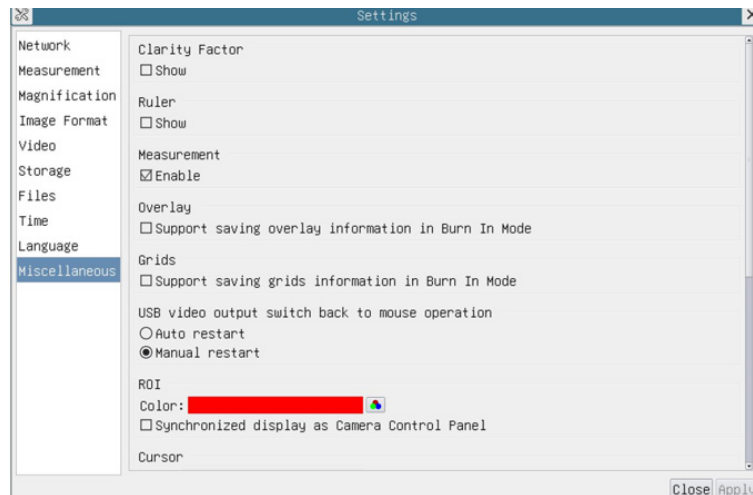 Settings
Network
Measurement
Magnification
Image Format
Video
Storage
Files
Time
Language
Miscellaneous
Clarity Factor
Show
Ruler
Show
Measurement
Enable
Overlay
Support saving overlay information in Burn In Mode
Grids
Support saving grids information in Burn In Mode
USB video output switch back to mouse operation
Auto restart
Manual restart
ROI
Color:
Synchronized display as Camera Control Panel
Cursor
Close Apply